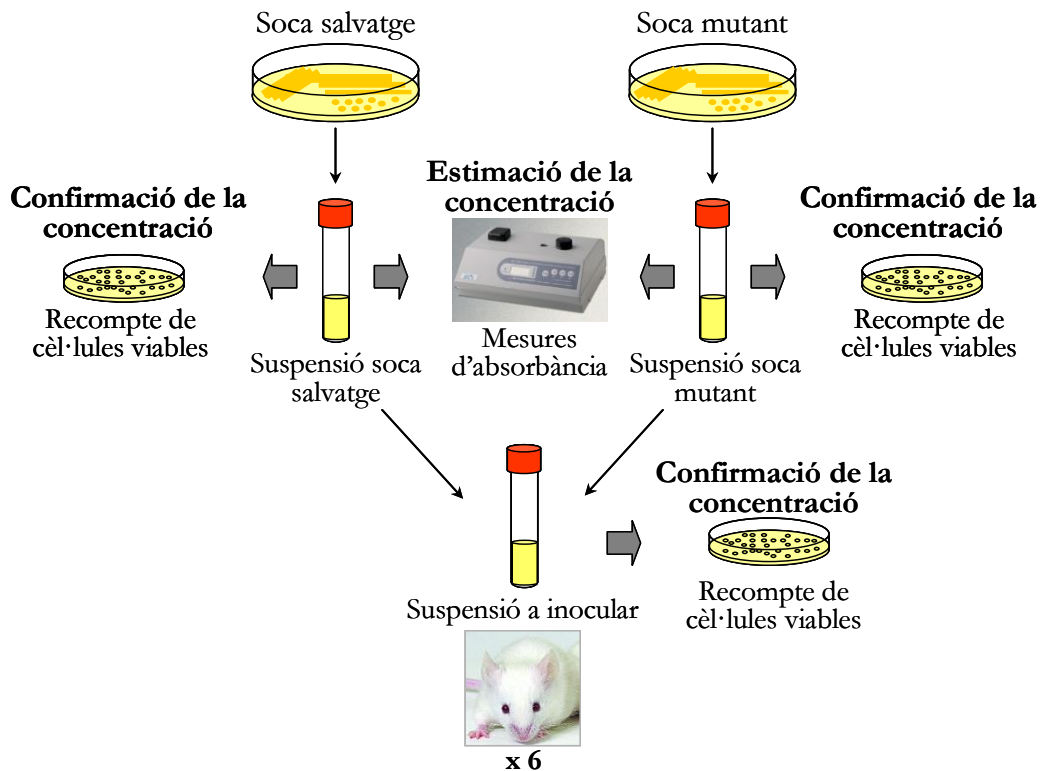 Soca salvatge
Soca mutant
Estimació de la
concentració
Confirmació de la
concentració
Confirmació de la
concentració
Recompte de
cèl·lules viables
Mesures
d'absorbància
Recompte de
cèl·lules viables
Suspensió soca
salvatge
Suspensió soca
mutant
Confirmació de la
concentració
Recompte de
cèl·lules viables
Suspensió a inocular
x 6